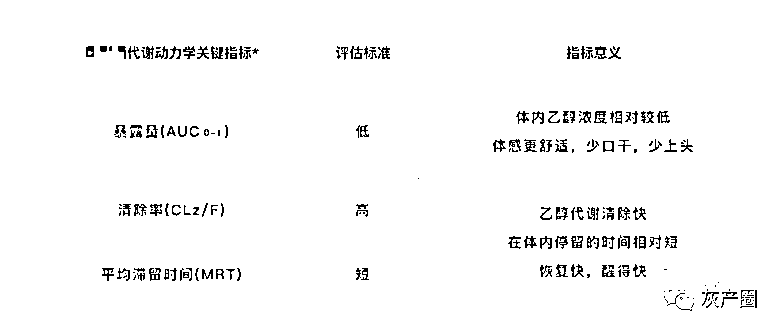 代谢动力学关键指标*
评估标准
指标意义
暴露量(AUC₀₋ₜ)
低
体内乙醇浓度相对较低
体感更舒适，少口干，少上头
清除率(CLz/F)
高
乙醇代谢清除快
在体内停留的时间相对短
恢复快，醒得快
平均滞留时间(MRT)
短
灰产圈